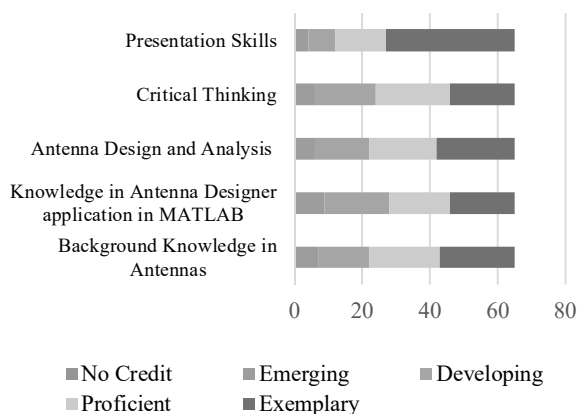 Presentation Skills
Critical Thinking
Antenna Design and Analysis
Knowledge in Antenna Designer
application in MATLAB
Background Knowledge in
Antennas
0 20 40 60 80
No Credit Emerging Developing
Proficient Exemplary